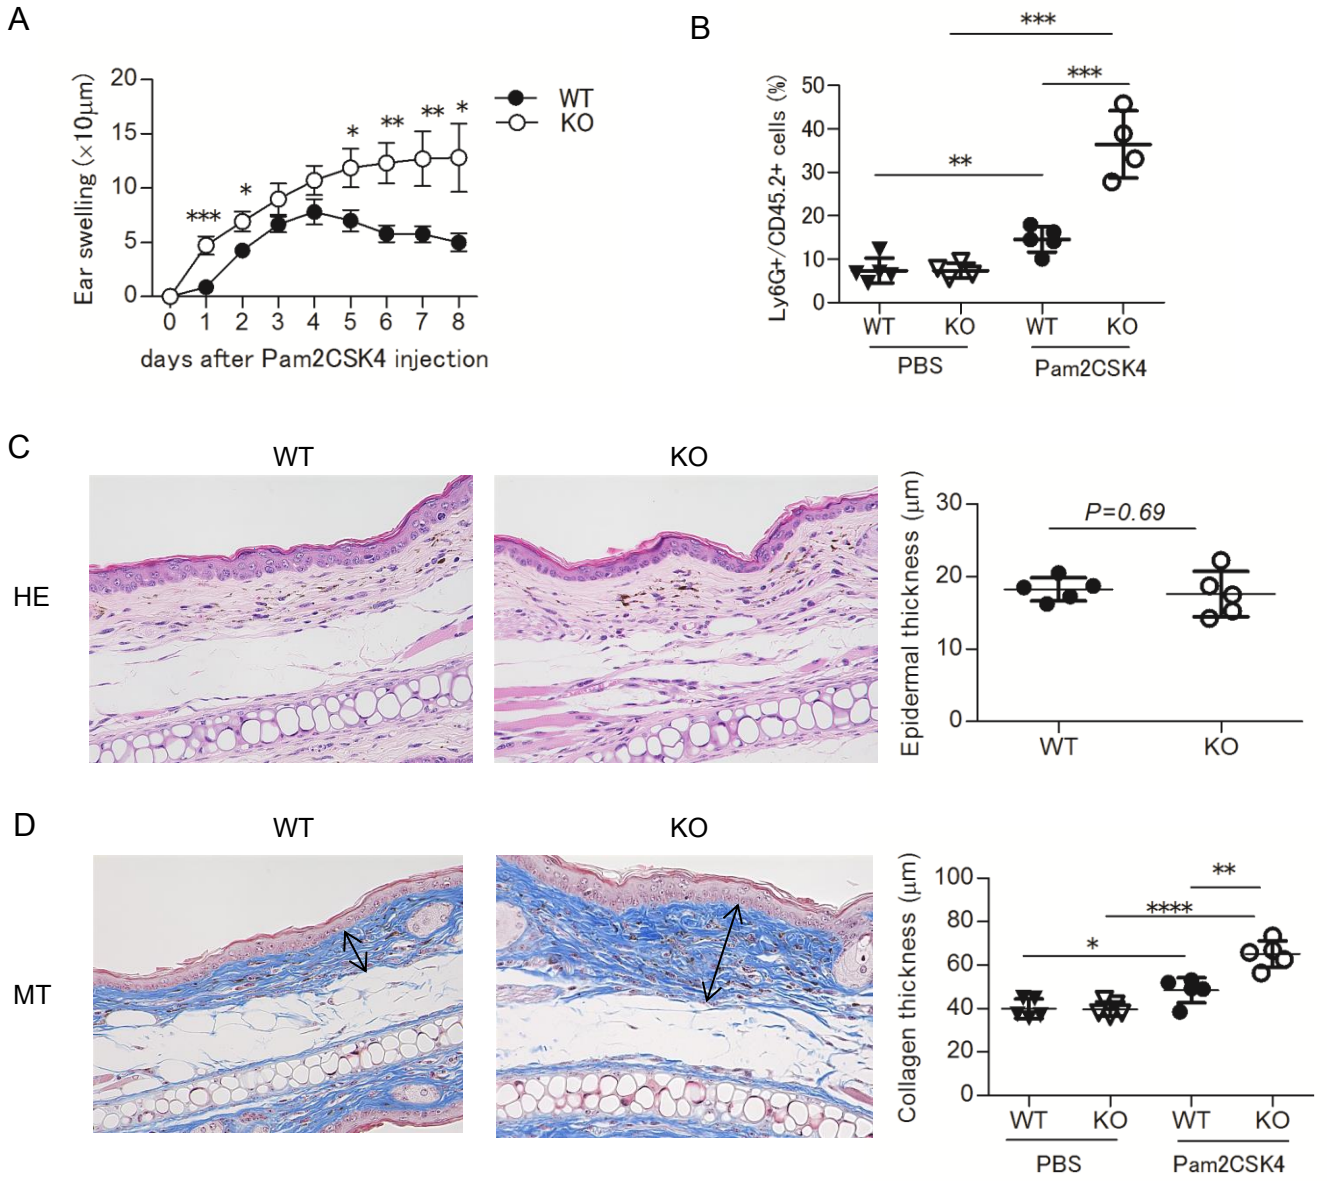 A
Ear swelling (×10μm)
20
15
10
5
0
***
*
*
**
**
*
WT
KO
0 1 2 3 4 5 6 7 8
days after Pam2CSK4 injection
B
Ly6G+/CD45.2+ cells (%)
50
40
30
20
10
0
***
***
**
WT KO WT KO
PBS Pam2CSK4
C
WT KO
HE
Epidermal thickness (μm)
30
20
10
0
P=0.69
WT KO
D
WT KO
MT
Collagen thickness (μm)
100
80
60
40
20
0
**
****
*
WT KO WT KO
PBS Pam2CSK4